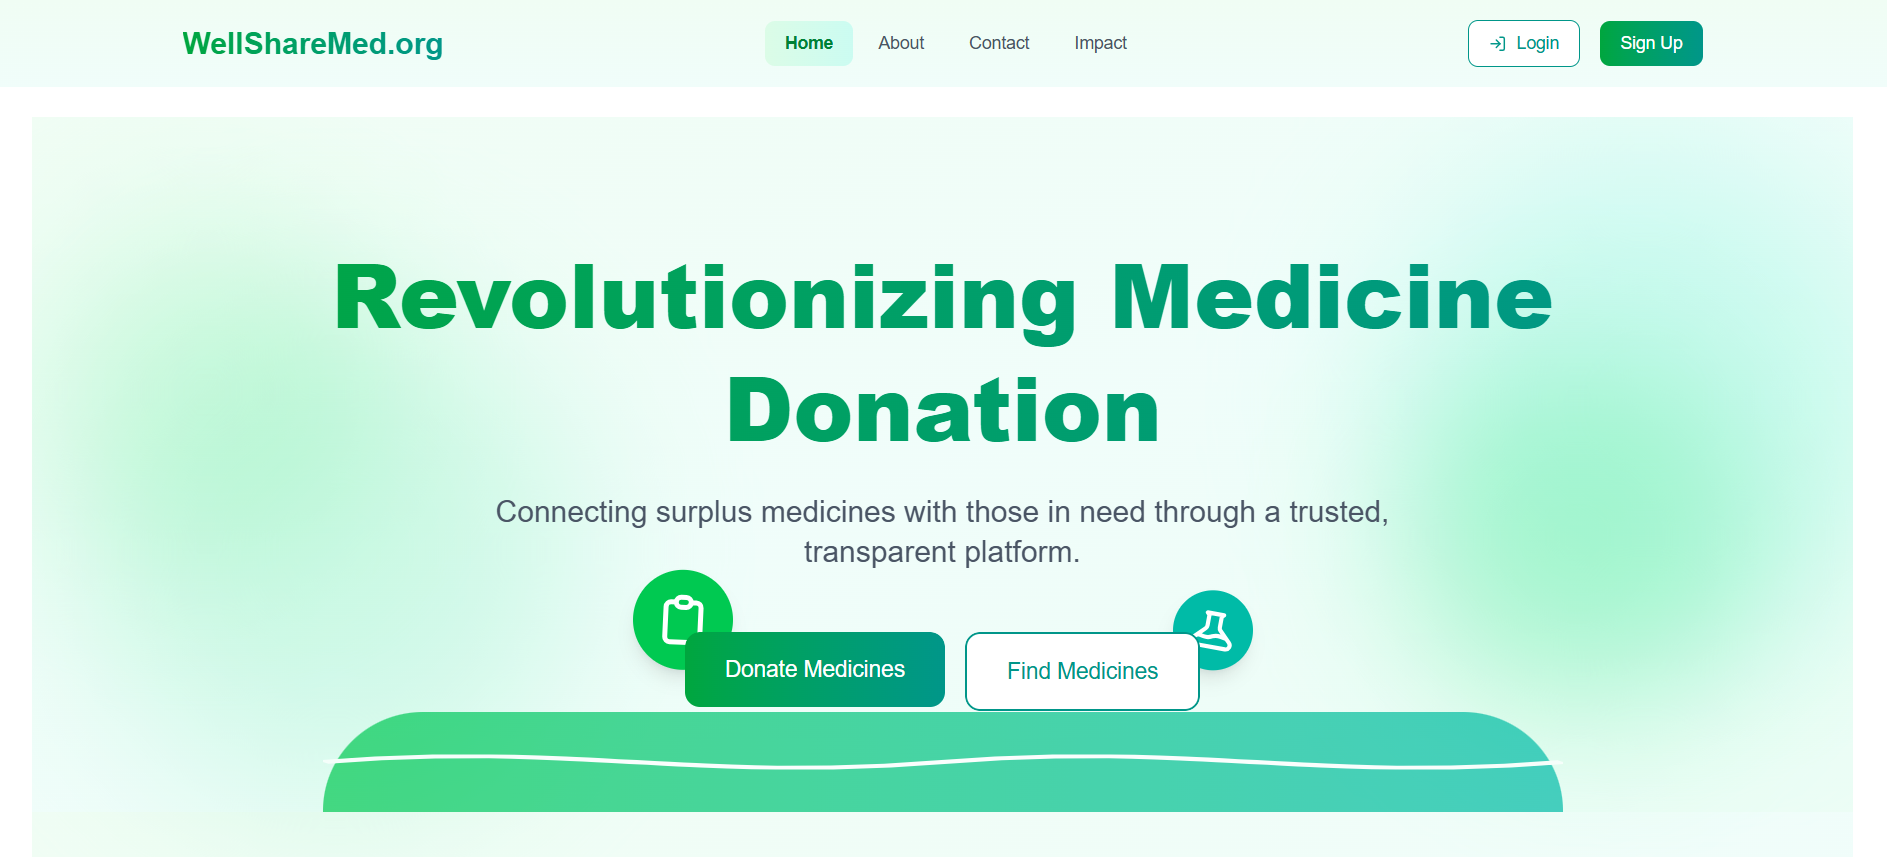 WellShareMed.org
Home
About
Contact
Impact
Login
Sign Up
Revolutionizing Medicine
Donation
Connecting surplus medicines with those in need through a trusted,
transparent platform.
Donate Medicines
Find Medicines